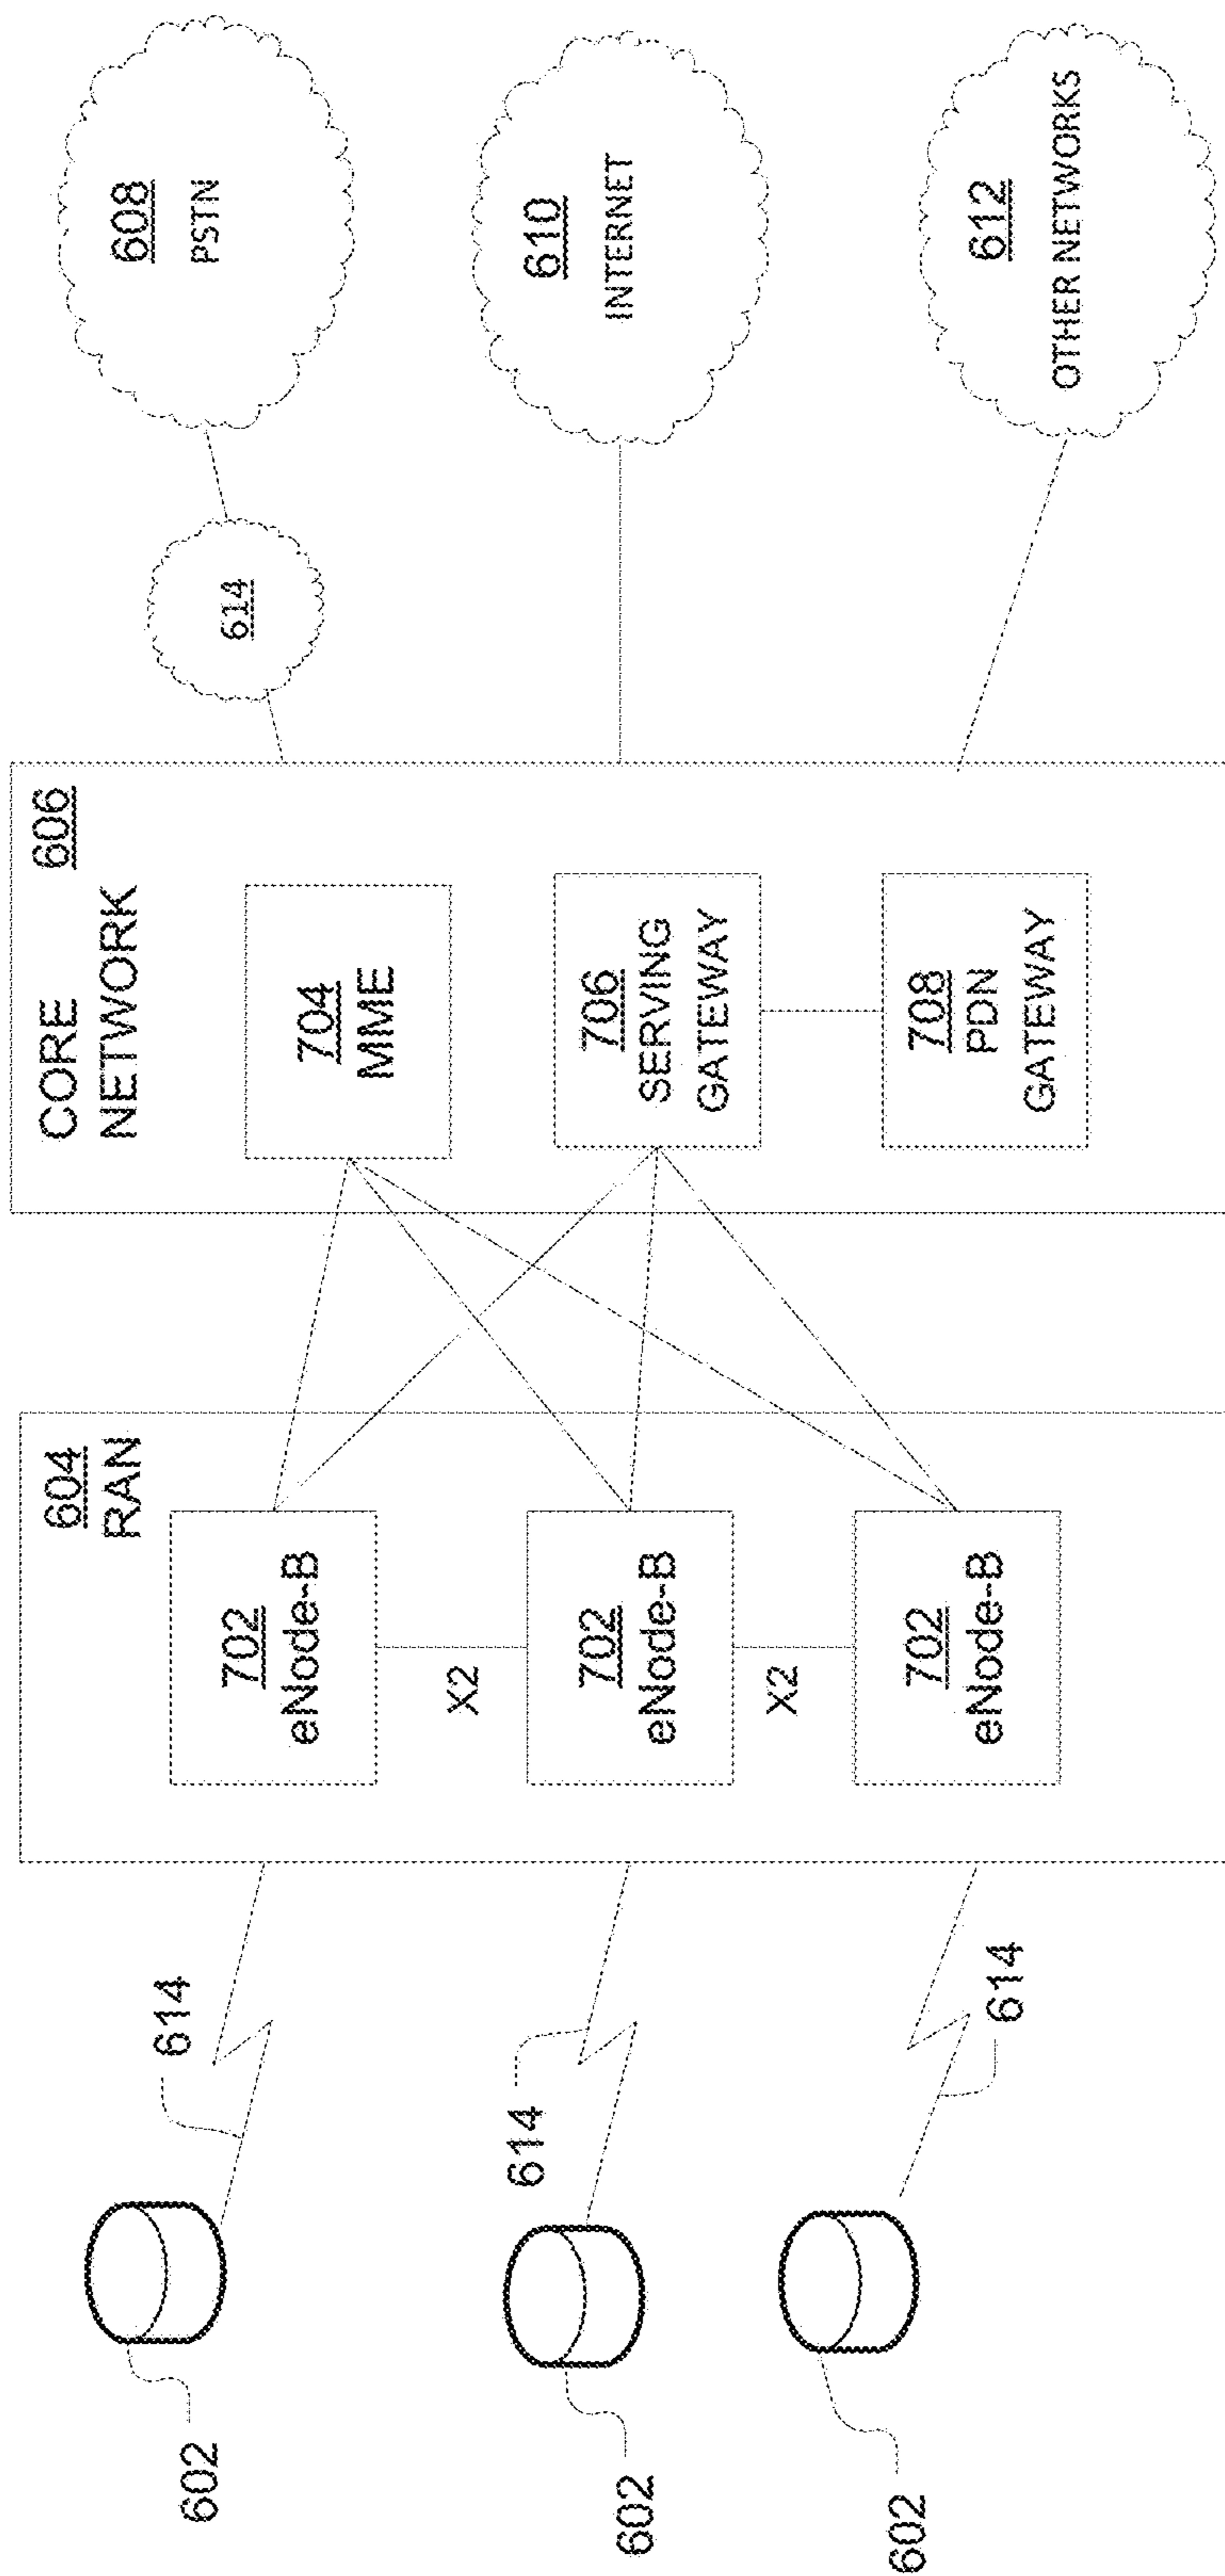 602
614
602
614
602
614
604
RAN
702
eNode-B
X2
702
eNode-B
X2
702
eNode-B
CORE
606
NETWORK
704
MME
706
SERVING
GATEWAY
708
PDN
GATEWAY
614
608
PSTN
610
INTERNET
612
OTHER NETWORKS